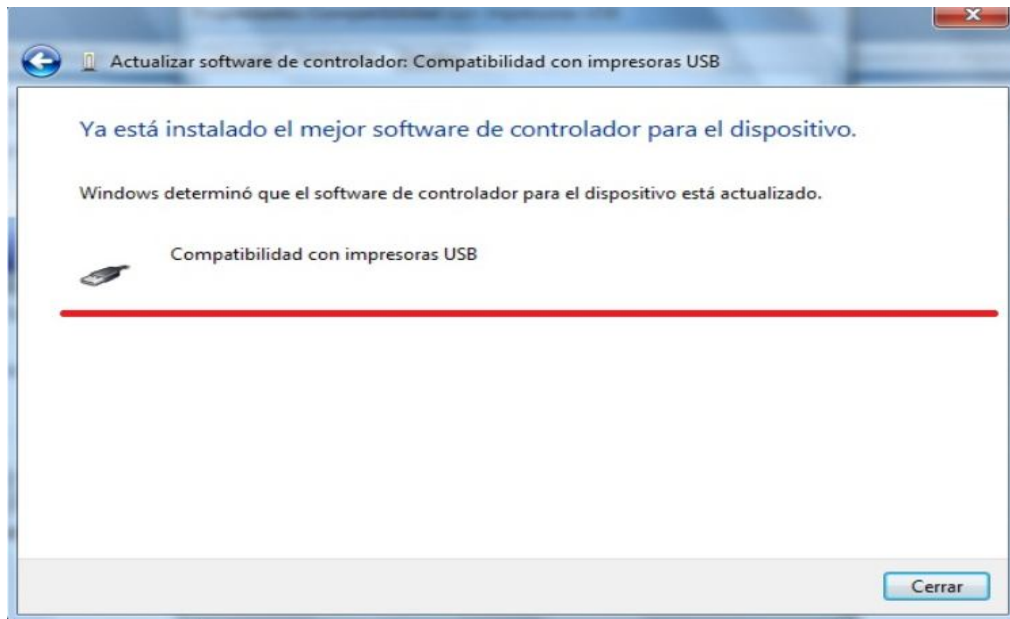 Actualizar software de controlador: Compatibilidad con impresoras USB
Ya está instalado el mejor software de controlador para el dispositivo.
Windows determinó que el software de controlador para el dispositivo está actualizado.
Compatibilidad con impresoras USB
Cerrar